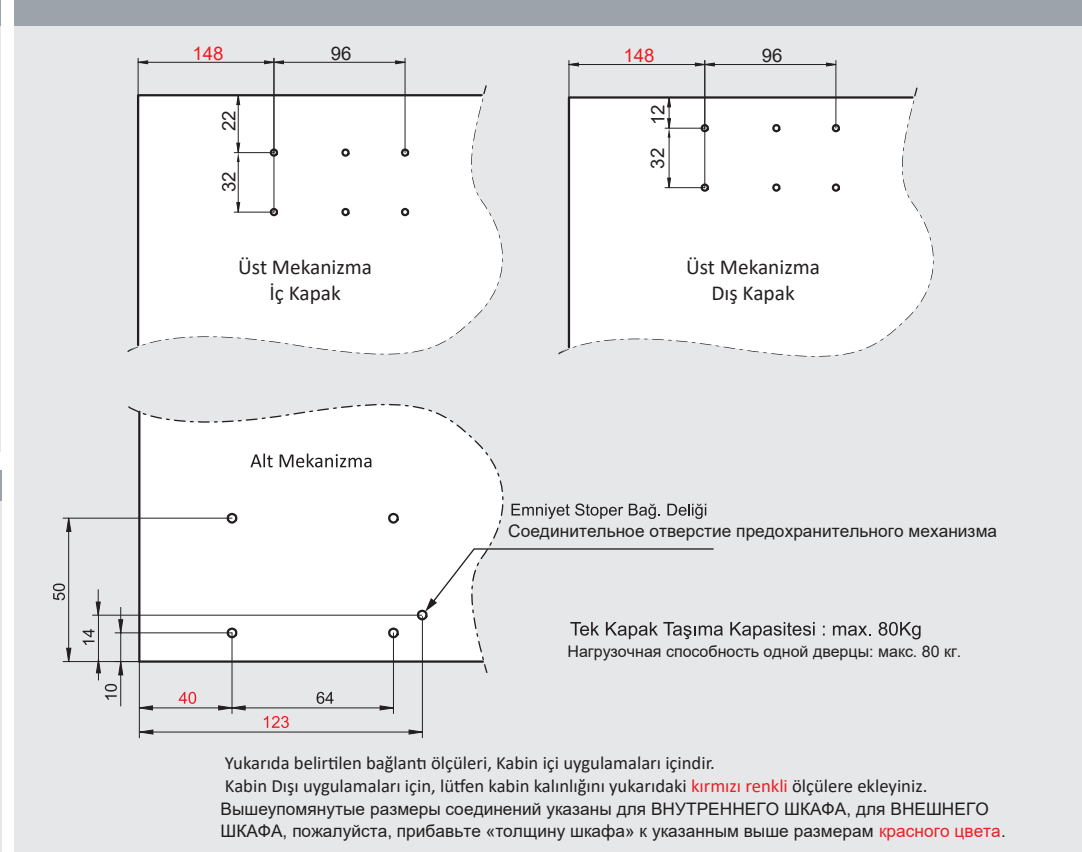 148
96
22
32
Üst Mekanizma
İç Kapak
148
96
12
32
Üst Mekanizma
Dış Kapak
Alt Mekanizma
Emniyet Stoper Bağ. Deliği
Соединительное отверстие предохранительного механизма
50
14
10
40
64
123
Tek Kapak Taşıma Kapasitesi : max. 80Kg
Нагрузочная способность одной дверцы: макс. 80 кг.
Yukarıda belirtilen bağlantı ölçüleri, Kabin içi uygulamaları içindir.
Kabin Dışı uygulamaları için, lütfen kabin kalınlığını yukarıdaki kırmızı renkli ölçülere ekleyiniz.
Вышеупомянутые размеры соединений указаны для ВНУТРЕННЕГО ШКАФА, для ВНЕШНЕГО
ШКАФА, пожалуйста, прибавьте «толщину шкафа» к указанным выше размерам красного цвета.